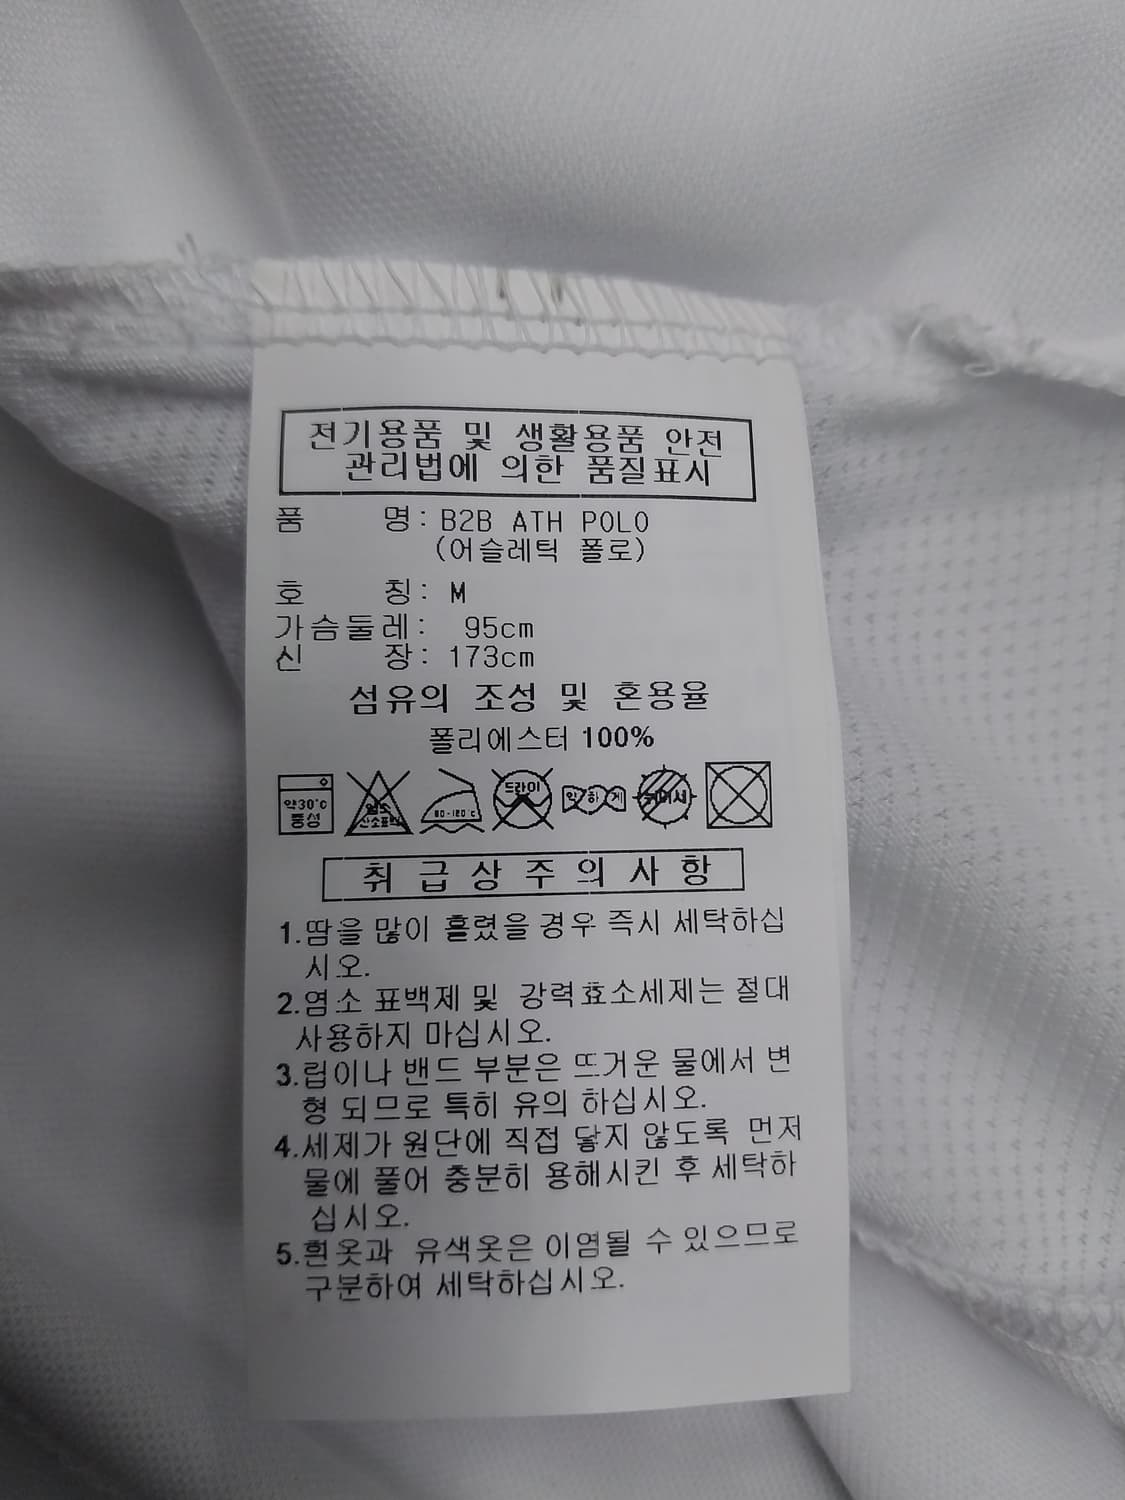 전기용품 및 생활용품 안전
관리법에 의한 품질표시
품 명: B2B ATH POLO
(어슬레틱 폴로)
호 칭: M
가슴둘레: 95cm
신 장: 173cm
섬유의 조성 및 혼용율
폴리에스터 100%
약30℃ 중성 염소 산소표백 80-120℃ 드라이 약하게
취급상주의사항
1.땀을 많이 흘렸을 경우 즉시 세탁하십
시오.
2.염소 표백제 및 강력효소세제는 절대
사용하지 마십시오.
3.립이나 밴드 부분은 뜨거운 물에서 변
형 되므로 특히 유의 하십시오.
4.세제가 원단에 직접 닿지 않도록 먼저
물에 풀어 충분히 용해시킨 후 세탁하
십시오.
5.흰옷과 유색옷은 이염될 수 있으므로
구분하여 세탁하십시오.